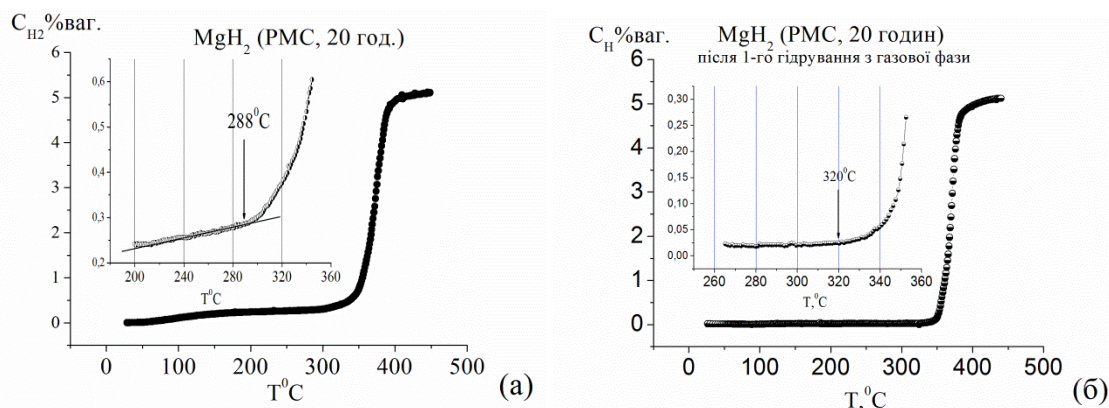 C_H2%ваг.
MgH₂ (РМС, 20 год.)
6
5
4
3
2
1
0
0 100 200 300 400 500
T⁰C
0,6
0,5
0,4
0,3
0,2
200 240 280 320 360
T⁰C
288⁰C
(а)
C_H%ваг.
MgH₂ (РМС, 20 годин)
після 1-го гідрування з газової фази
6
5
4
3
2
1
0
0 100 200 300 400 500
T,⁰C
0,30
0,25
0,20
0,15
0,10
0,05
0,00
260 280 300 320 340 360
T,⁰C
320⁰C
(б)